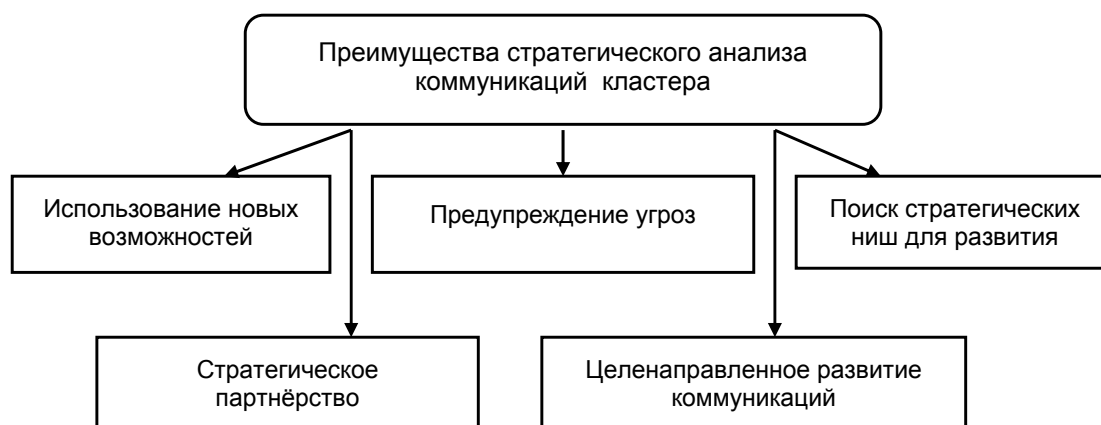 Преимущества стратегического анализа
коммуникаций кластера
Использование новых
возможностей
Предупреждение угроз
Поиск стратегических
ниш для развития
Стратегическое
партнёрство
Целенаправленное развитие
коммуникаций